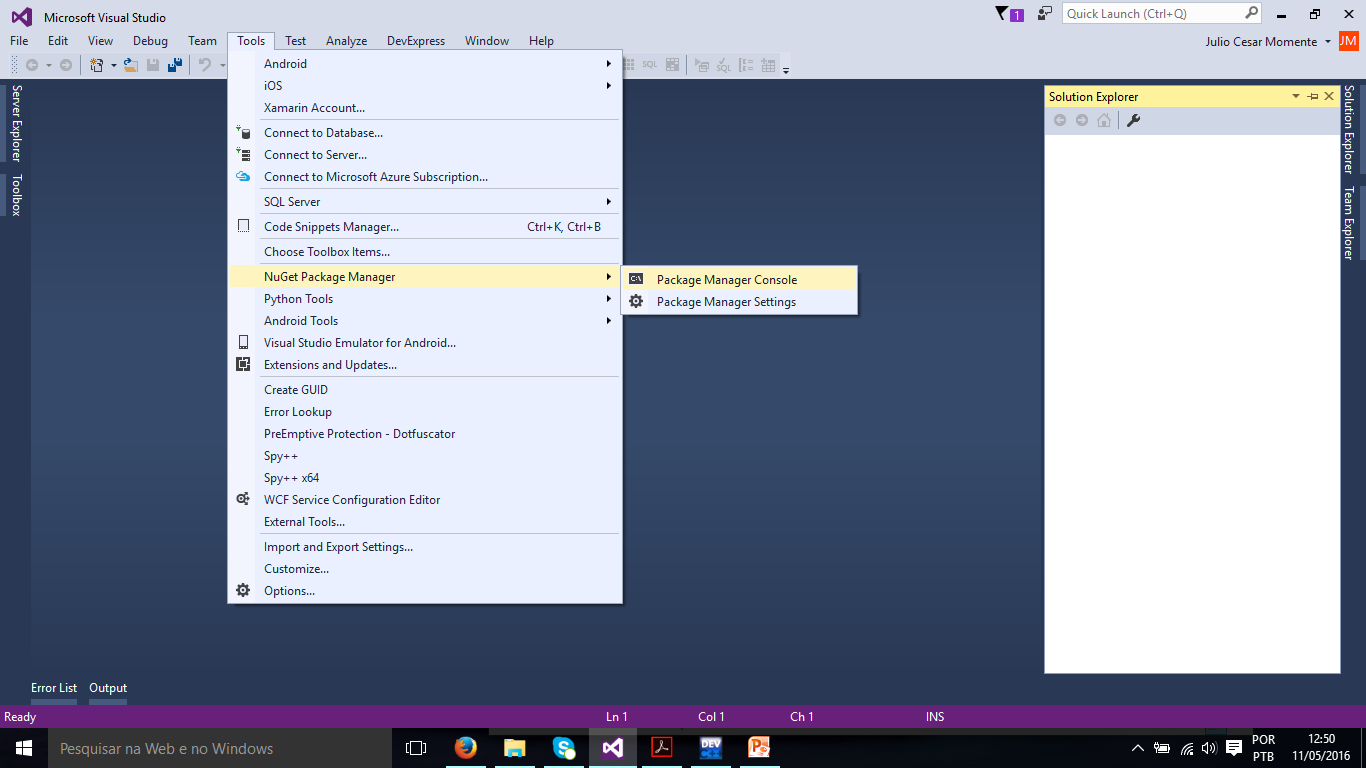 Microsoft Visual Studio
1
Quick Launch (Ctrl+Q)
File Edit View Debug Team Tools Test Analyze DevExpress Window Help
Julio Cesar Momente
JM
SQL
SQL
Server Explorer
Toolbox
Android
iOS
Xamarin Account...
Connect to Database...
Connect to Server...
Connect to Microsoft Azure Subscription...
SQL Server
Code Snippets Manager... Ctrl+K, Ctrl+B
Choose Toolbox Items...
NuGet Package Manager
Python Tools
Android Tools
Visual Studio Emulator for Android...
Extensions and Updates...
Create GUID
Error Lookup
PreEmptive Protection - Dotfuscator
Spy++
Spy++ x64
WCF Service Configuration Editor
External Tools...
Import and Export Settings...
Customize...
Options...
C:\
Package Manager Console
Package Manager Settings
Solution Explorer
Solution Explorer
Team Explorer
Error List Output
Ready Ln 1 Col 1 Ch 1 INS
Pesquisar na Web e no Windows
DEV
POR
PTB
12:50
11/05/2016